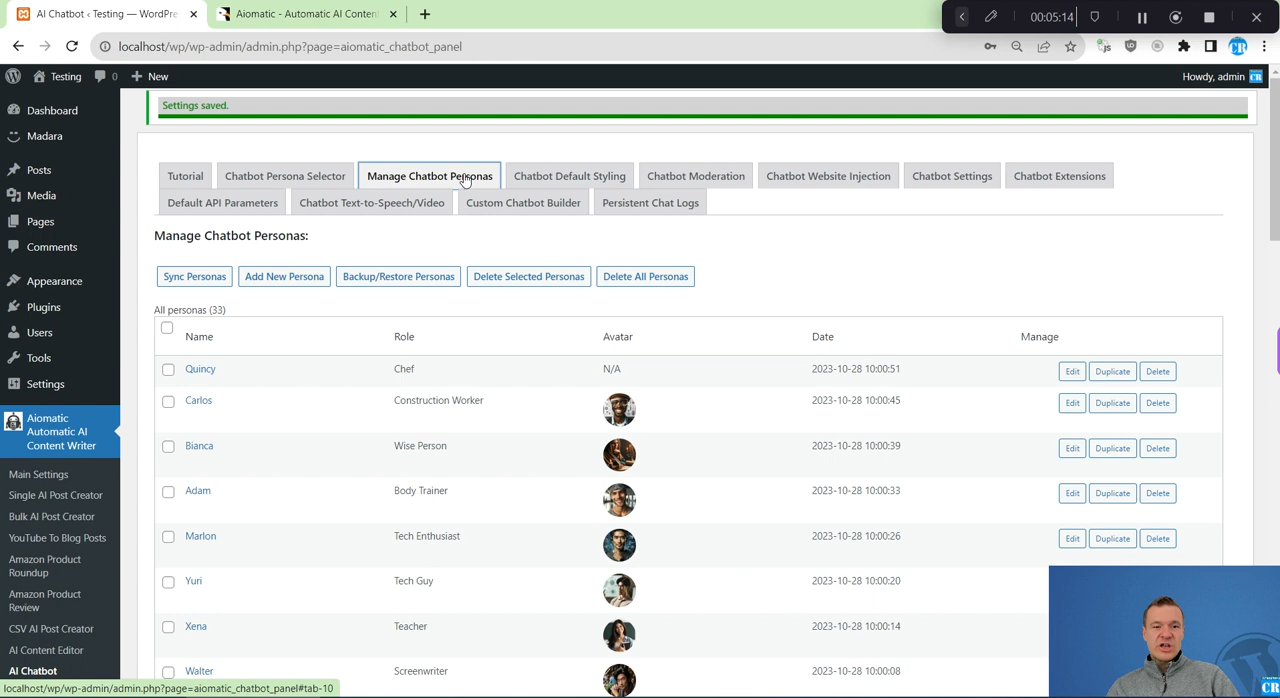 AI Chatbot ‹ Testing — WordPre
Aiomatic - Automatic AI Conten
00:05:14
localhost/wp/wp-admin/admin.php?page=aiomatic_chatbot_panel
CR
Testing
0
New
Howdy, admin
CR
Dashboard
Madara
Posts
Media
Pages
Comments
Appearance
Plugins
Users
Tools
Settings
Aiomatic
Automatic AI
Content Writer
Main Settings
Single AI Post Creator
Bulk AI Post Creator
YouTube To Blog Posts
Amazon Product
Roundup
Amazon Product
Review
CSV AI Post Creator
AI Content Editor
AI Chatbot
Settings saved.
Tutorial
Chatbot Persona Selector
Manage Chatbot Personas
Chatbot Default Styling
Chatbot Moderation
Chatbot Website Injection
Chatbot Settings
Chatbot Extensions
Default API Parameters
Chatbot Text-to-Speech/Video
Custom Chatbot Builder
Persistent Chat Logs
Manage Chatbot Personas:
Sync Personas
Add New Persona
Backup/Restore Personas
Delete Selected Personas
Delete All Personas
All personas (33)
Name Role Avatar Date Manage
Quincy Chef N/A 2023-10-28 10:00:51 Edit Duplicate Delete
Carlos Construction Worker 2023-10-28 10:00:45 Edit Duplicate Delete
Bianca Wise Person 2023-10-28 10:00:39 Edit Duplicate Delete
Adam Body Trainer 2023-10-28 10:00:33 Edit Duplicate Delete
Marlon Tech Enthusiast 2023-10-28 10:00:26 Edit Duplicate Delete
Yuri Tech Guy 2023-10-28 10:00:20
Xena Teacher 2023-10-28 10:00:14
Walter Screenwriter 2023-10-28 10:00:08
localhost/wp/wp-admin/admin.php?page=aiomatic_chatbot_panel#tab-10
CR